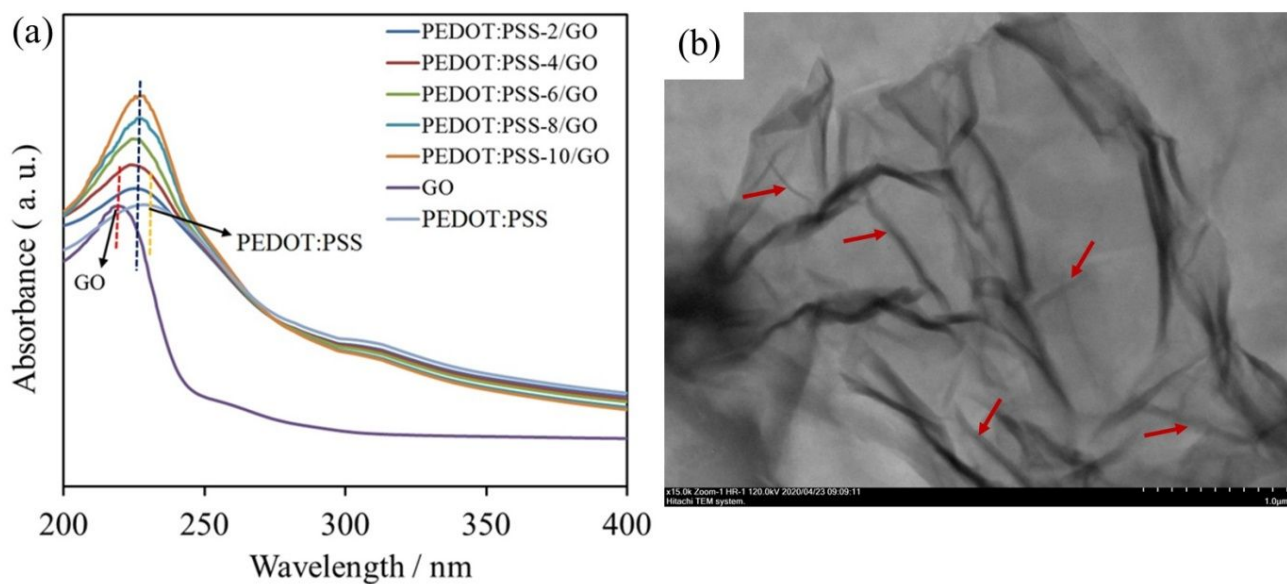 (a)
PEDOT:PSS-2/GO
PEDOT:PSS-4/GO
PEDOT:PSS-6/GO
PEDOT:PSS-8/GO
PEDOT:PSS-10/GO
GO
PEDOT:PSS
PEDOT:PSS
GO
Absorbance ( a. u.)
200 250 300 350 400
Wavelength / nm
(b)
x15.0k Zoom-1 HR-1 120.0kV 2020/04/23 09:09:11
Hitachi TEM system.
1.0µm